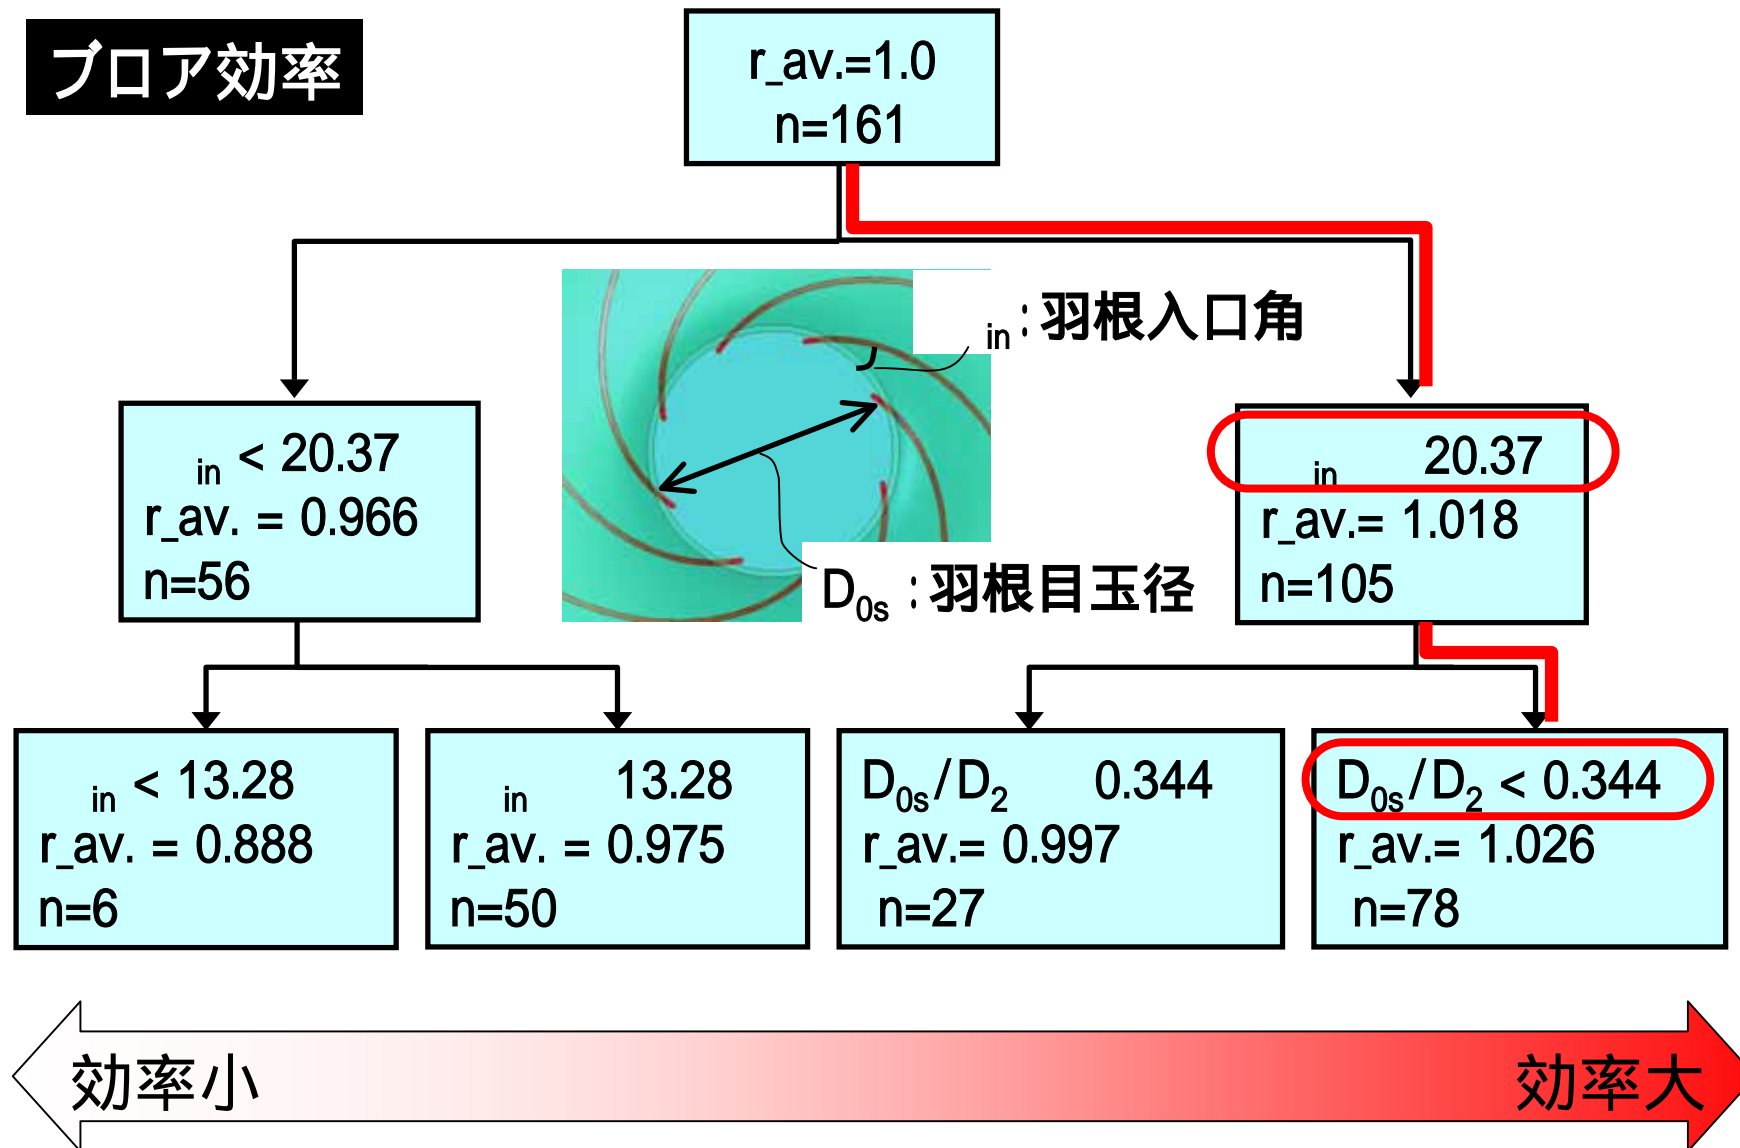 ブロア効率
r_av.=1.0
n=161
in : 羽根入口角
D0s : 羽根目玉径
in < 20.37
r_av. = 0.966
n=56
in 20.37
r_av.= 1.018
n=105
in < 13.28
r_av. = 0.888
n=6
in 13.28
r_av. = 0.975
n=50
D0s/D2 0.344
r_av.= 0.997
n=27
D0s/D2 < 0.344
r_av.= 1.026
n=78
効率小
効率大